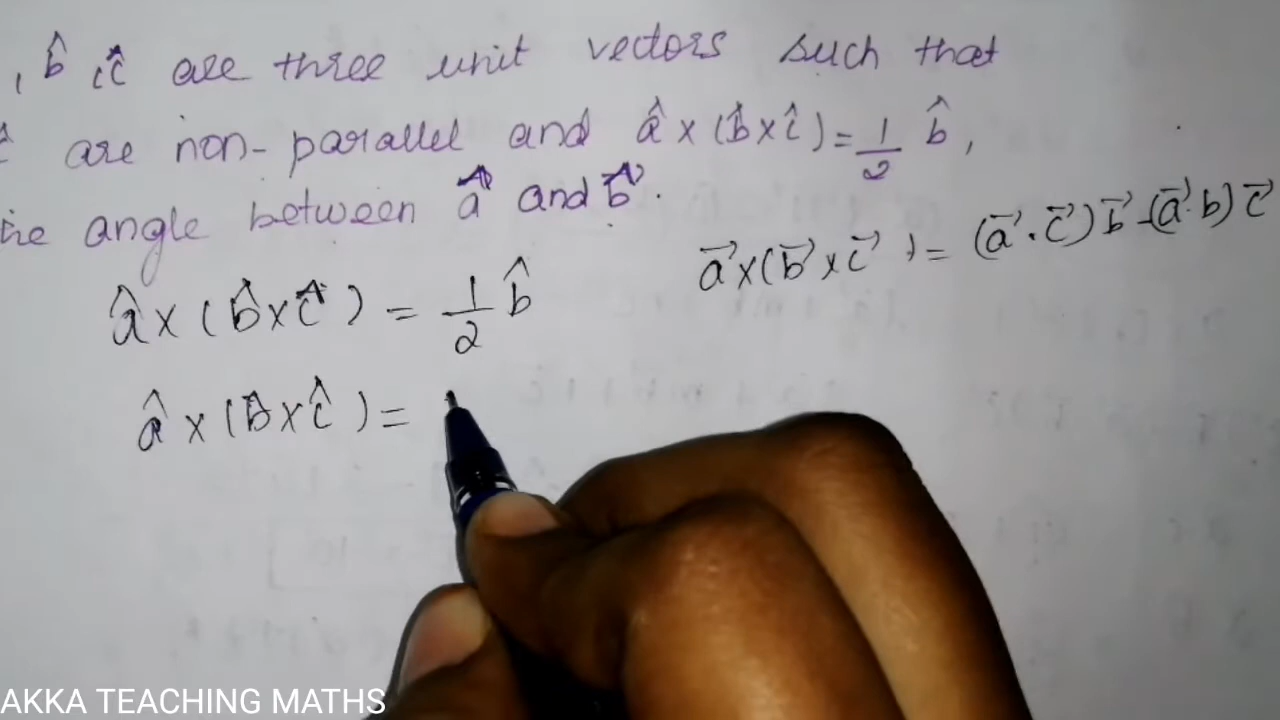 , b̂ , ĉ are three unit vectors such that
ĉ are non-parallel and â × (b̂ × ĉ) = 1/2 b̂,
the angle between a⃗ and b⃗.
a⃗ × (b⃗ × c⃗) = (a⃗ . c⃗) b⃗ - (a⃗ . b) c⃗
â × (b̂ × ĉ) = 1/2 b̂
â × (b̂ × ĉ) =
AKKA TEACHING MATHS